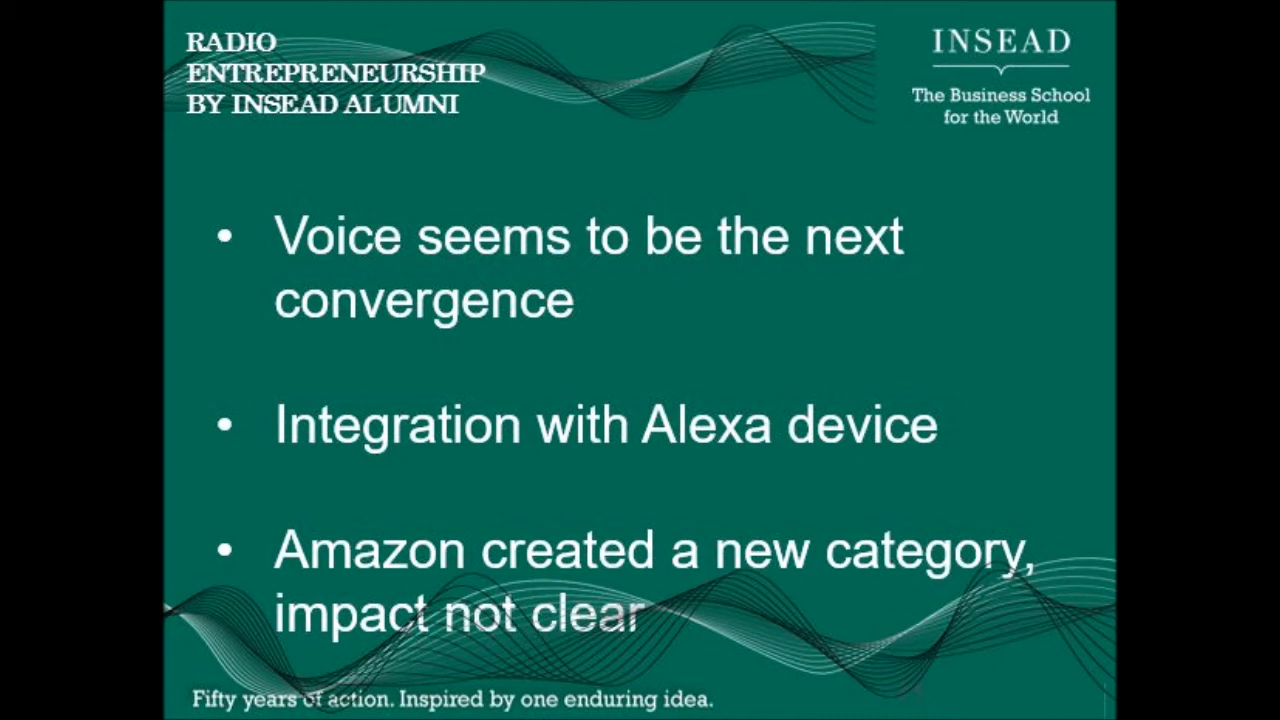 RADIO
ENTREPRENEURSHIP
BY INSEAD ALUMNI
INSEAD
The Business School
for the World
• Voice seems to be the next
convergence
• Integration with Alexa device
• Amazon created a new category,
impact not clear
Fifty years of action. Inspired by one enduring idea.